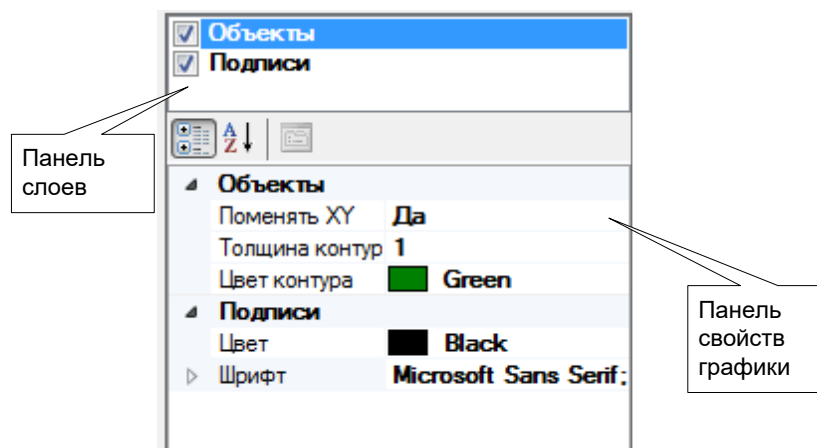 Объекты
Подписи
A
Z
Панель
слоев
Объекты
Поменять XY Да
Толщина контур 1
Цвет контура Green
Подписи
Цвет Black
Шрифт Microsoft Sans Serif;
Панель
свойств
графики